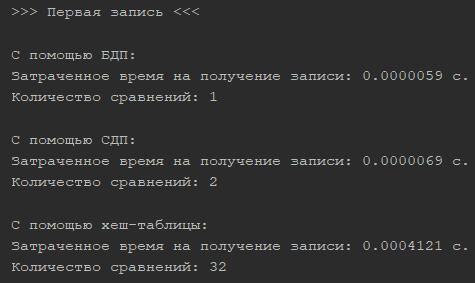 >>> Первая запись <<<
С помощью БДП:
Затраченное время на получение записи: 0.0000059 с.
Количество сравнений: 1
С помощью СДП:
Затраченное время на получение записи: 0.0000069 с.
Количество сравнений: 2
С помощью хеш-таблицы:
Затраченное время на получение записи: 0.0004121 с.
Количество сравнений: 32